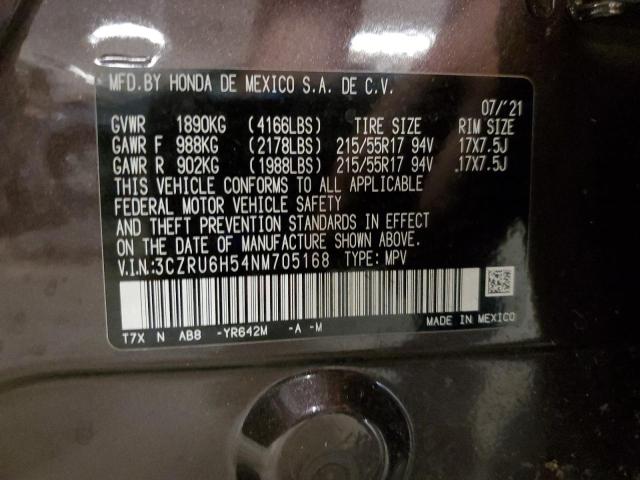 MFD.BY HONDA DE MEXICO S.A. DE C.V.
07/'21
GVWR 1890KG (4166LBS) TIRE SIZE RIM SIZE
GAWR F 988KG (2178LBS) 215/55R17 94V 17X7.5J
GAWR R 902KG (1988LBS) 215/55R17 94V 17X7.5J
THIS VEHICLE CONFORMS TO ALL APPLICABLE
FEDERAL MOTOR VEHICLE SAFETY
AND THEFT PREVENTION STANDARDS IN EFFECT
ON THE DATE OF MANUFACTURE SHOWN ABOVE.
V.I.N.:3CZRU6H54NM705168 TYPE: MPV
T7X N AB8 -YR642M -A -M MADE IN MEXICO